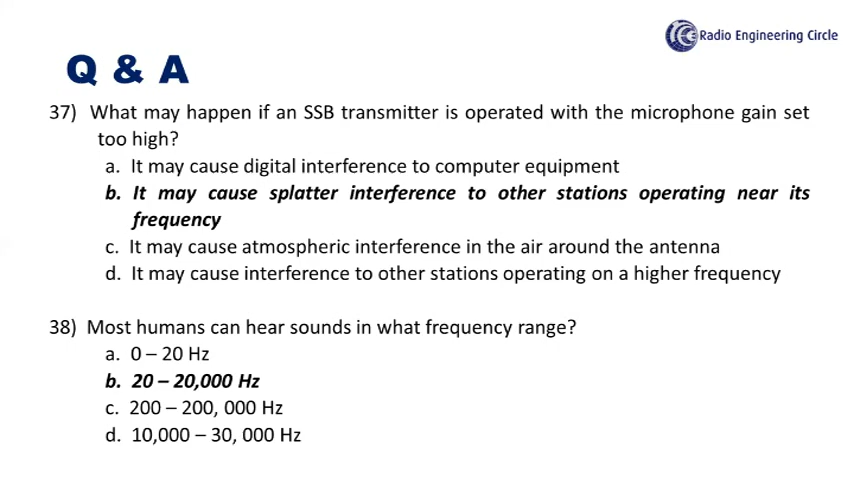 Radio Engineering Circle
Q & A
37) What may happen if an SSB transmitter is operated with the microphone gain set
too high?
a. It may cause digital interference to computer equipment
b. It may cause splatter interference to other stations operating near its
frequency
c. It may cause atmospheric interference in the air around the antenna
d. It may cause interference to other stations operating on a higher frequency
38) Most humans can hear sounds in what frequency range?
a. 0 – 20 Hz
b. 20 – 20,000 Hz
c. 200 – 200, 000 Hz
d. 10,000 – 30, 000 Hz